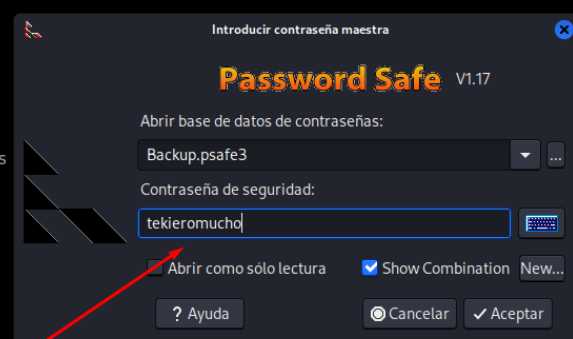 Introducir contraseña maestra
Password Safe V1.17
Abrir base de datos de contraseñas:
Backup.psafe3
...
s
Contraseña de seguridad:
tekieromucho
Abrir como sólo lectura Show Combination New...
? Ayuda Cancelar Aceptar